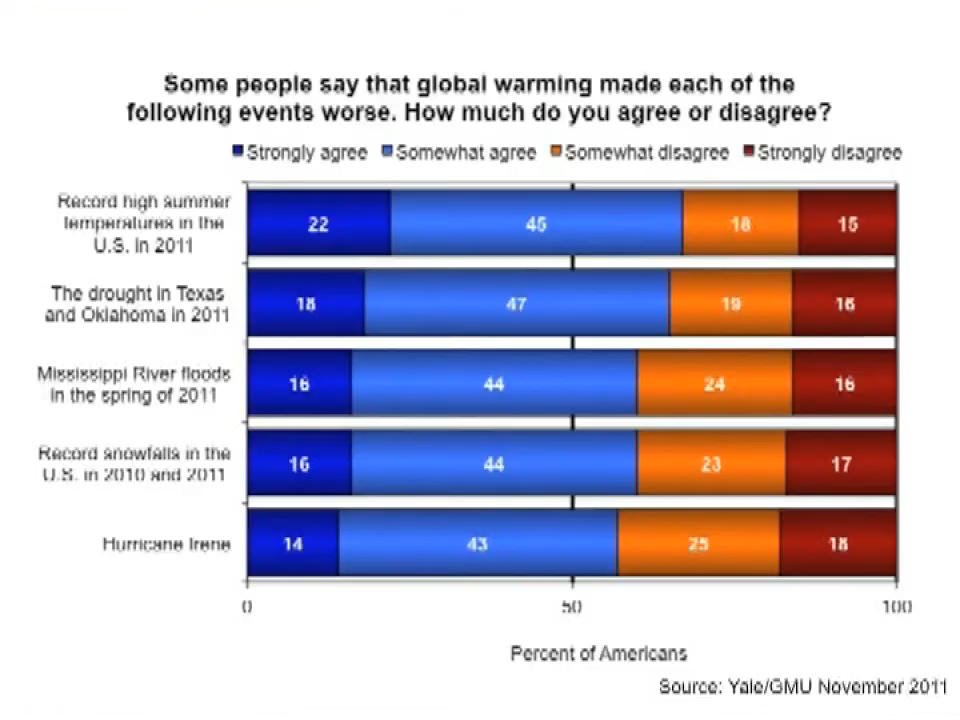 Some people say that global warming made each of the
following events worse. How much do you agree or disagree?
Strongly agree Somewhat agree Somewhat disagree Strongly disagree
Record high summer
temperatures in the
U.S. in 2011
22 45 18 15
The drought in Texas
and Oklahoma in 2011
18 47 19 16
Mississippi River floods
in the spring of 2011
16 44 24 16
Record snowfalls in the
U.S. in 2010 and 2011
16 44 23 17
Hurricane Irene
14 43 25 18
0 50 100
Percent of Americans
Source: Yale/GMU November 2011